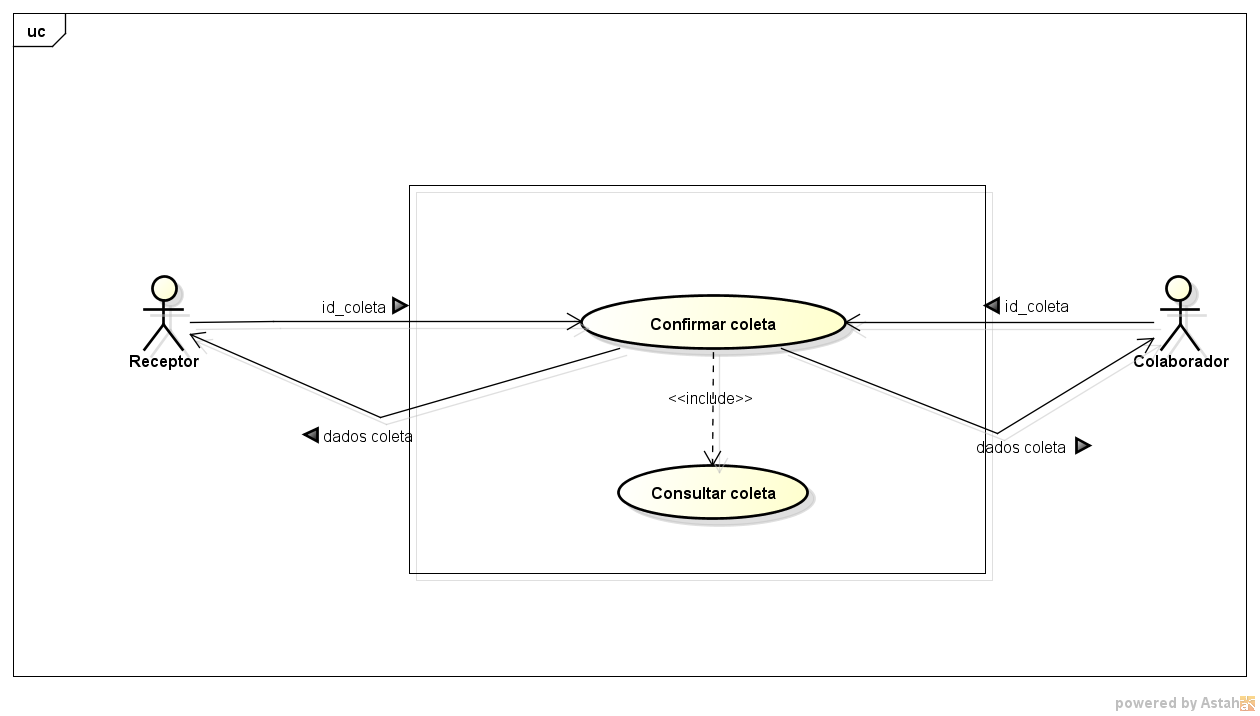 uc
id_coleta
id_coleta
Confirmar coleta
Receptor
Colaborador
<<include>>
dados coleta
dados coleta
Consultar coleta
powered by Astah